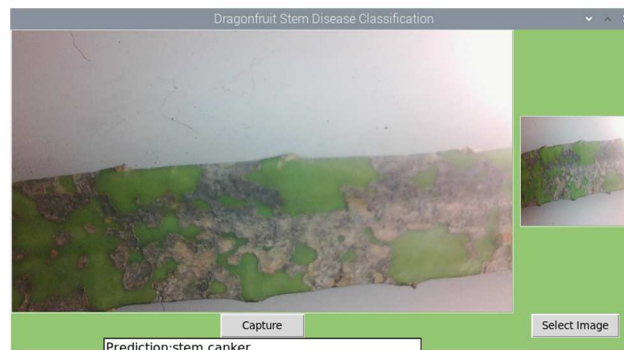 Dragonfruit Stem Disease Classification
Capture
Select Image
Prediction:stem canker